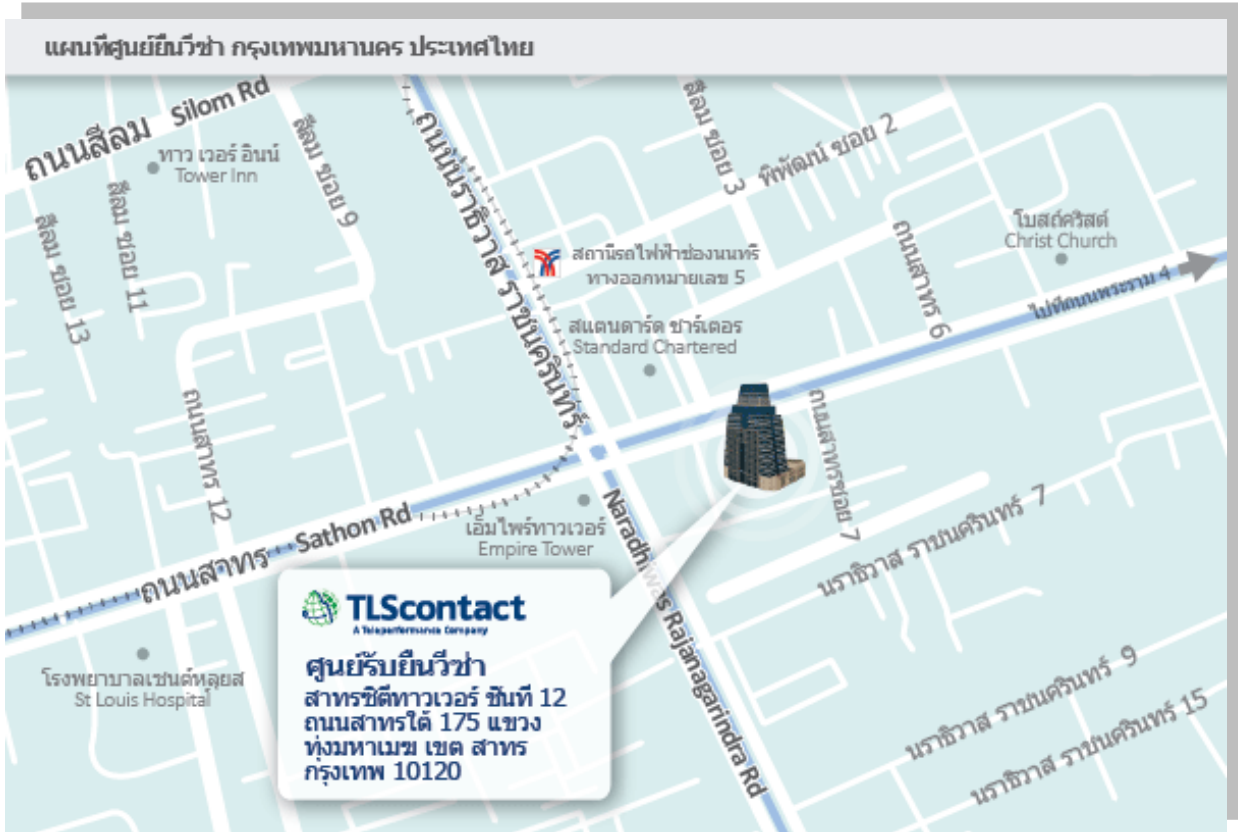 แผนที่ศูนย์ยื่นวีซ่า กรุงเทพมหานคร ประเทศไทย
ถนนสีลม Silom Rd
ทาว เวอร์ อินน์
Tower Inn
สีลม ซอย 9
สีลม ซอย 11
สีลม ซอย 13
ถนนนราธิวาส ราชนครินทร์
สีลม ซอย 3
พิพัฒน์ ซอย 2
สถานีรถไฟฟ้าช่องนนทรี
ทางออกหมายเลข 5
โบสถ์คริสต์
Christ Church
ถนนสาทร 6
ไปที่ถนนพระราม 4
สแตนดาร์ด ชาร์เตอร
Standard Chartered
ถนนสาทร 12
ถนนสาทรซอย 7
ถนนสาทร Sathon Rd
เอ็มไพร์ทาวเวอร์
Empire Tower
Naradhiwas Rajanagarindra Rd
นราธิวาส ราชนครินทร์ 7
นราธิวาส ราชนครินทร์ 9
นราธิวาส ราชนครินทร์ 15
โรงพยาบาลเซนต์หลุยส
St Louis Hospital
TLScontact
A Teleperformance Company
ศูนย์รับยื่นวีซ่า
สาทรซิตี้ทาวเวอร์ ชั้นที่ 12
ถนนสาทรใต้ 175 แขวง
ทุ่งมหาเมฆ เขต สาทร
กรุงเทพ 10120